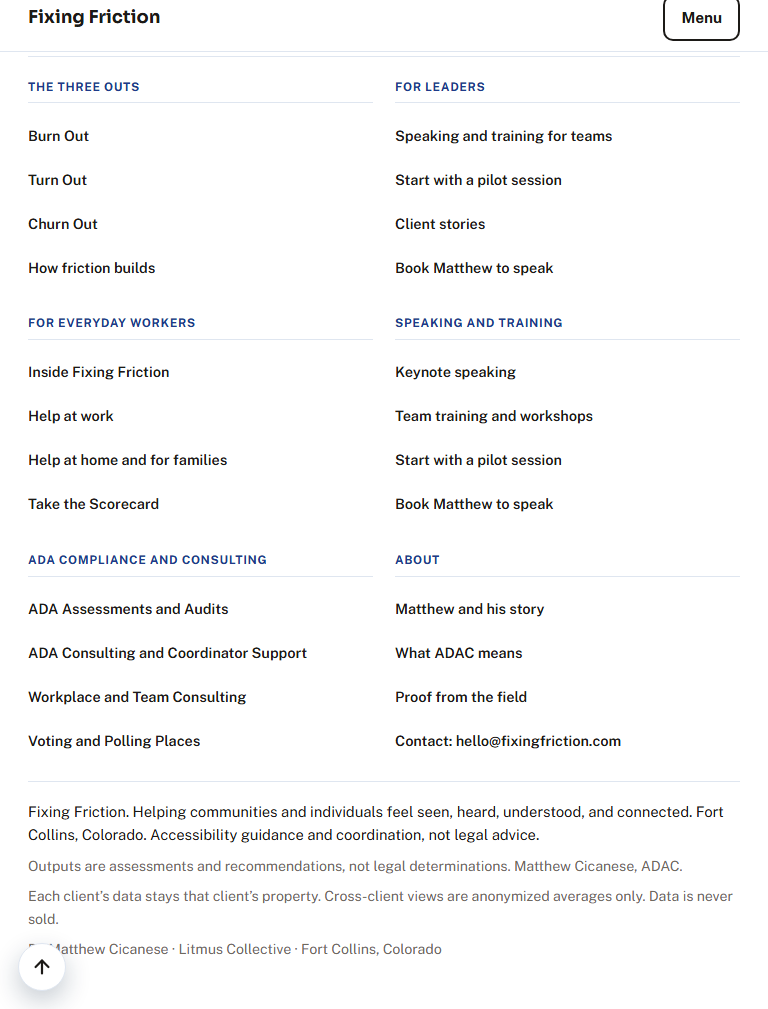 Fixing Friction
Menu
THE THREE OUTS
Burn Out
Turn Out
Churn Out
How friction builds
FOR LEADERS
Speaking and training for teams
Start with a pilot session
Client stories
Book Matthew to speak
FOR EVERYDAY WORKERS
Inside Fixing Friction
Help at work
Help at home and for families
Take the Scorecard
SPEAKING AND TRAINING
Keynote speaking
Team training and workshops
Start with a pilot session
Book Matthew to speak
ADA COMPLIANCE AND CONSULTING
ADA Assessments and Audits
ADA Consulting and Coordinator Support
Workplace and Team Consulting
Voting and Polling Places
ABOUT
Matthew and his story
What ADAC means
Proof from the field
Contact: hello@fixingfriction.com
Fixing Friction. Helping communities and individuals feel seen, heard, understood, and connected. Fort
Collins, Colorado. Accessibility guidance and coordination, not legal advice.
Outputs are assessments and recommendations, not legal determinations. Matthew Cicanese, ADAC.
Each client’s data stays that client’s property. Cross-client views are anonymized averages only. Data is never
sold.
Matthew Cicanese · Litmus Collective · Fort Collins, Colorado